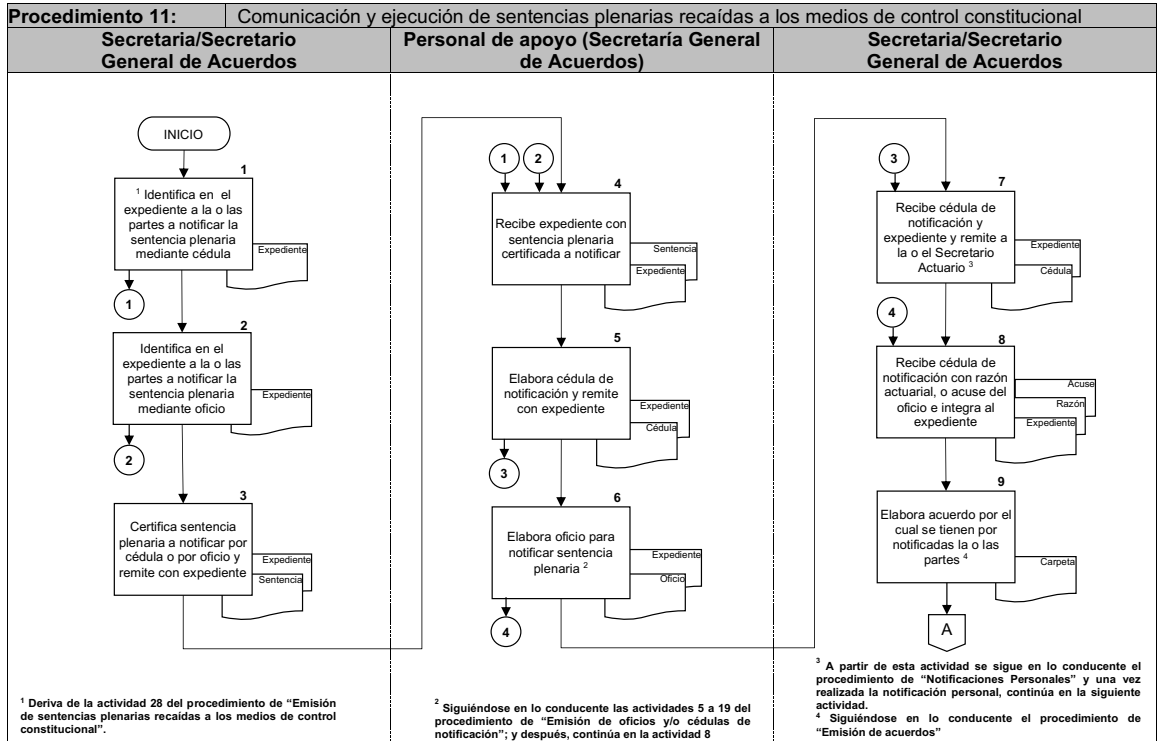 Procedimiento 11: Comunicación y ejecución de sentencias plenarias recaídas a los medios de control constitucional
Secretaria/Secretario
General de Acuerdos
Personal de apoyo (Secretaría General
de Acuerdos)
Secretaria/Secretario
General de Acuerdos
INICIO
1
¹ Identifica en el
expediente a la o las
partes a notificar la
sentencia plenaria
mediante cédula
Expediente
1
2
Identifica en el
expediente a la o las
partes a notificar la
sentencia plenaria
mediante oficio
Expediente
2
3
Certifica sentencia
plenaria a notificar por
cédula o por oficio y
remite con expediente
Expediente
Sentencia
¹ Deriva de la actividad 28 del procedimiento de “Emisión
de sentencias plenarias recaídas a los medios de control
constitucional”.
1 2
4
Recibe expediente con
sentencia plenaria
certificada a notificar
Sentencia
Expediente
5
Elabora cédula de
notificación y remite
con expediente
Expediente
Cédula
3
6
Elabora oficio para
notificar sentencia
plenaria ²
Expediente
Oficio
4
² Siguiéndose en lo conducente las actividades 5 a 19 del
procedimiento de “Emisión de oficios y/o cédulas de
notificación”; y después, continúa en la actividad 8
3
7
Recibe cédula de
notificación y
expediente y remite a
la o el Secretario
Actuario ³
Expediente
Cédula
4
8
Recibe cédula de
notificación con razón
actuarial, o acuse del
oficio e integra al
expediente
Acuse
Razón
Expediente
9
Elabora acuerdo por el
cual se tienen por
notificadas la o las
partes ⁴
Carpeta
A
³ A partir de esta actividad se sigue en lo conducente el
procedimiento de “Notificaciones Personales” y una vez
realizada la notificación personal, continúa en la siguiente
actividad.
⁴ Siguiéndose en lo conducente el procedimiento de
“Emisión de acuerdos”